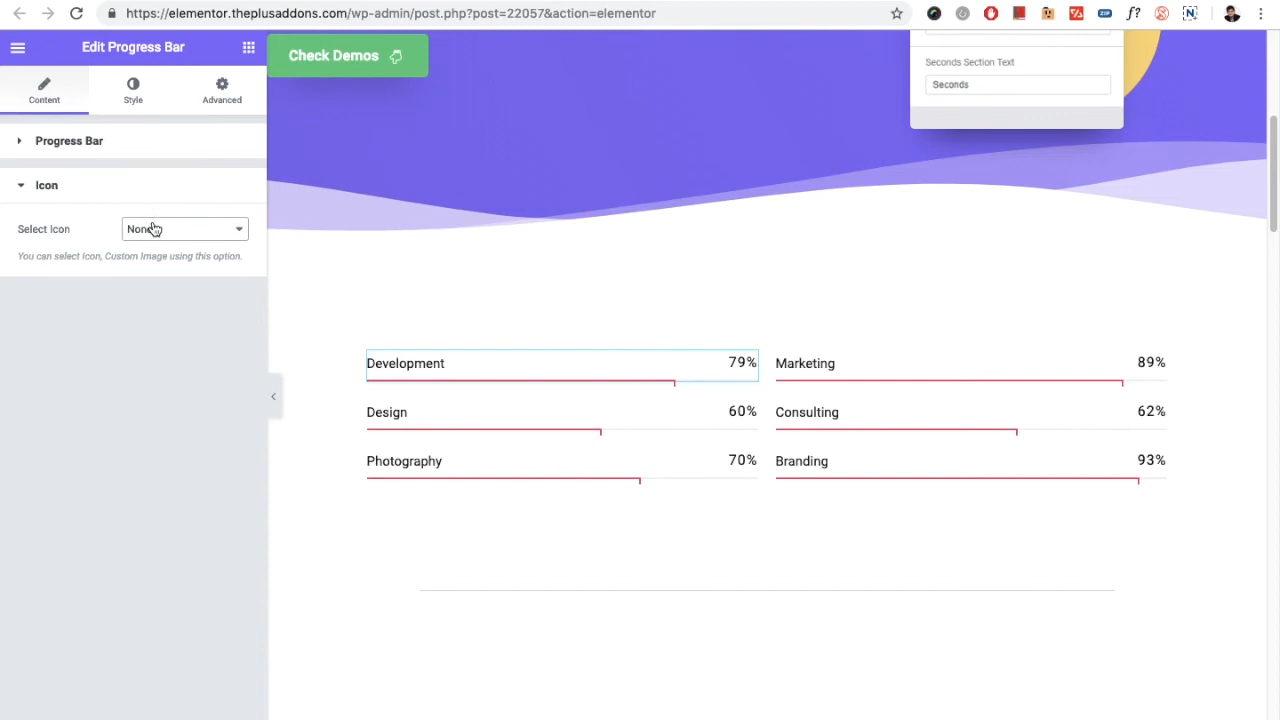 https://elementor.theplusaddons.com/wp-admin/post.php?post=22057&action=elementor
ZIP
f?
N
Edit Progress Bar
Check Demos
Content
Style
Advanced
Seconds Section Text
Seconds
Progress Bar
Icon
Select Icon
None
You can select Icon, Custom Image using this option.
Development 79%
Marketing 89%
Design 60%
Consulting 62%
Photography 70%
Branding 93%